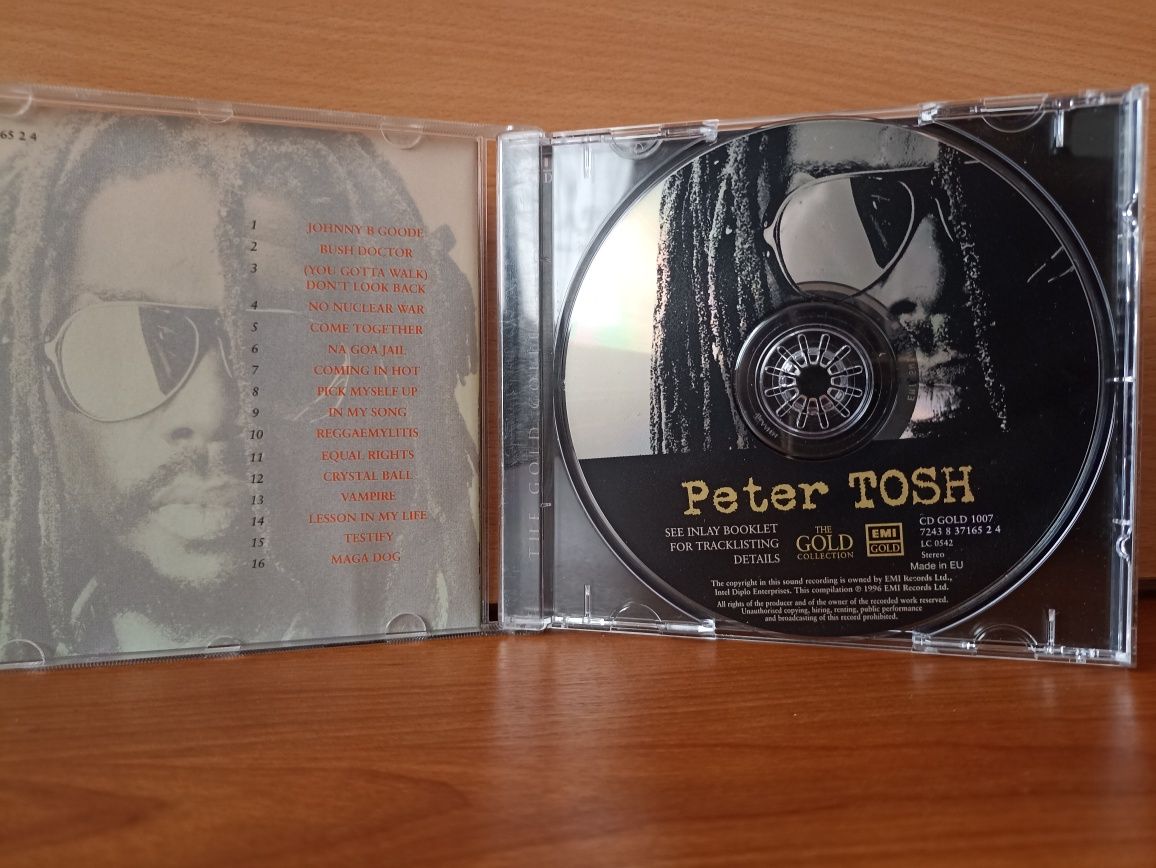 65 2 4
1 JOHNNY B GOODE
2 BUSH DOCTOR
3 (YOU GOTTA WALK)
DON'T LOOK BACK
4 NO NUCLEAR WAR
5 COME TOGETHER
6 NA GOA JAIL
7 COMING IN HOT
8 PICK MYSELF UP
9 IN MY SONG
10 REGGAEMYLITIS
11 EQUAL RIGHTS
12 CRYSTAL BALL
13 VAMPIRE
14 LESSON IN MY LIFE
15 TESTIFY
16 MAGA DOG
THE GOLD
Peter TOSH
SEE INLAY BOOKLET
FOR TRACKLISTING
DETAILS
THE
GOLD
COLLECTION
EMI
GOLD
CD GOLD 1007
7243 8 37165 2 4
LC 0542
Stereo
Made in EU
The copyright in this sound recording is owned by EMI Records Ltd.,
Intel Diplo Enterprises. This compilation ℗ 1996 EMI Records Ltd.
All rights of the producer and of the owner of the recorded work reserved.
Unauthorised copying, hiring, renting, public performance
and broadcasting of this record prohibited.